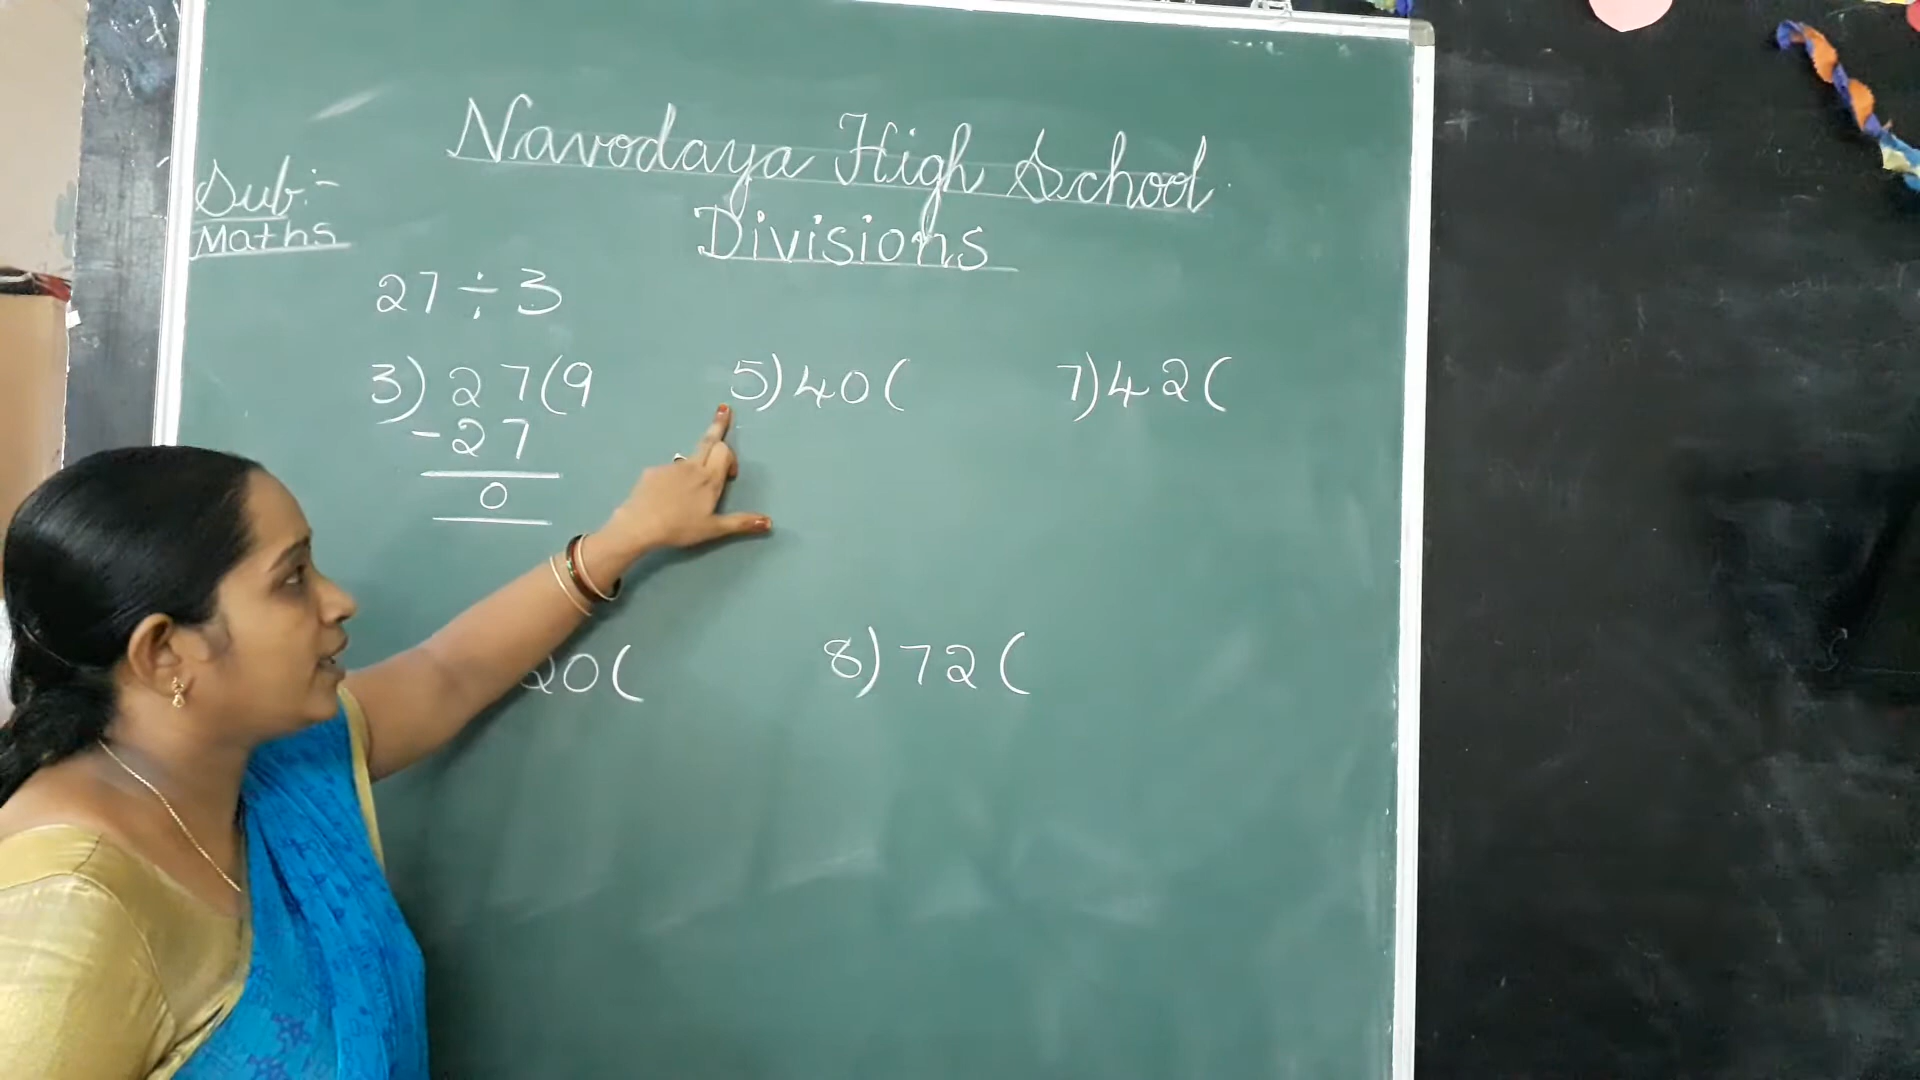 Navodaya High School
Sub:-
Maths
Divisions
27 ÷ 3
3) 27 (9
- 27
0
5) 40 (
7) 42 (
20 (
8) 72 (